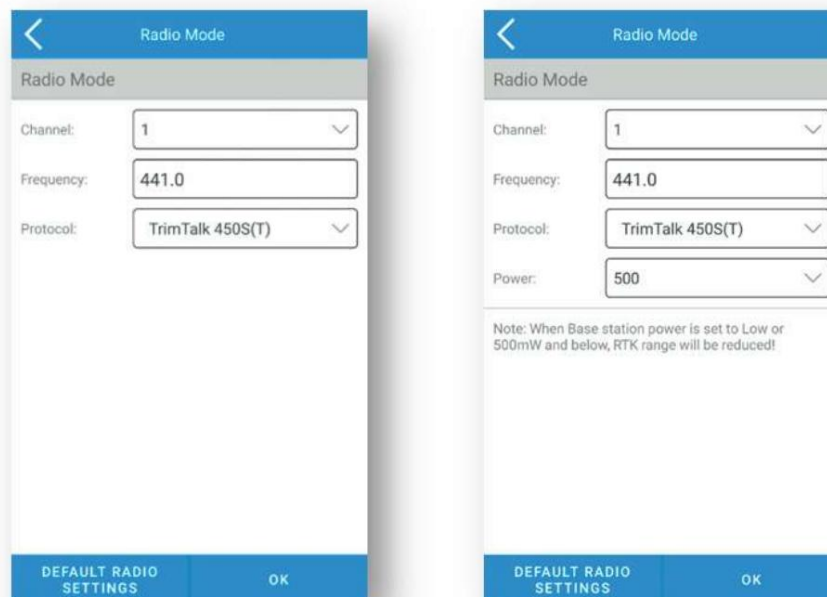 Radio Mode
Radio Mode
Channel: 1
Frequency: 441.0
Protocol: TrimTalk 450S(T)
DEFAULT RADIO
SETTINGS
OK
Radio Mode
Radio Mode
Channel: 1
Frequency: 441.0
Protocol: TrimTalk 450S(T)
Power: 500
Note: When Base station power is set to Low or
500mW and below, RTK range will be reduced!
DEFAULT RADIO
SETTINGS
OK